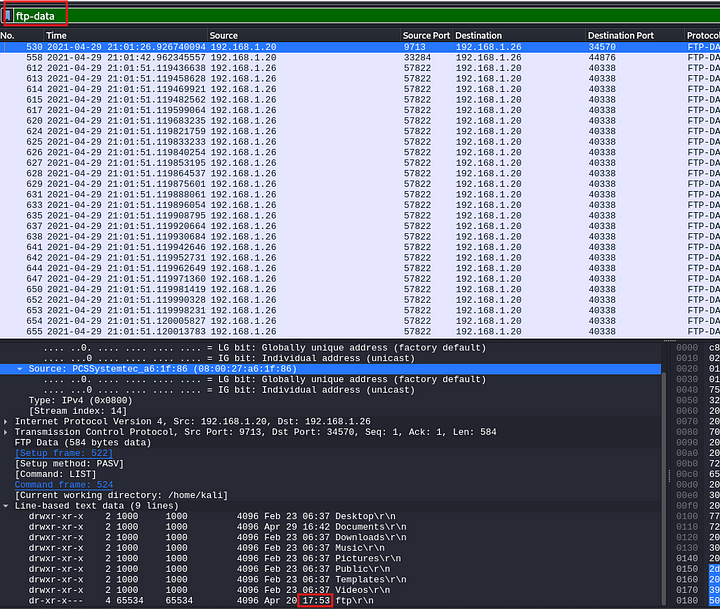 ftp-data
No. Time Source Source Port Destination Destination Port Protoco
530 2021-04-29 21:01:26.926740094 192.168.1.20 9713 192.168.1.26 34570 FTP-DA
558 2021-04-29 21:01:42.962345557 192.168.1.20 33284 192.168.1.26 44876 FTP-DA
612 2021-04-29 21:01:51.119436638 192.168.1.26 57822 192.168.1.20 40338 FTP-DA
613 2021-04-29 21:01:51.119458628 192.168.1.26 57822 192.168.1.20 40338 FTP-DA
614 2021-04-29 21:01:51.119469921 192.168.1.26 57822 192.168.1.20 40338 FTP-DA
615 2021-04-29 21:01:51.119482562 192.168.1.26 57822 192.168.1.20 40338 FTP-DA
617 2021-04-29 21:01:51.119599064 192.168.1.26 57822 192.168.1.20 40338 FTP-DA
620 2021-04-29 21:01:51.119683235 192.168.1.26 57822 192.168.1.20 40338 FTP-DA
624 2021-04-29 21:01:51.119821759 192.168.1.26 57822 192.168.1.20 40338 FTP-DA
625 2021-04-29 21:01:51.119833233 192.168.1.26 57822 192.168.1.20 40338 FTP-DA
626 2021-04-29 21:01:51.119840254 192.168.1.26 57822 192.168.1.20 40338 FTP-DA
627 2021-04-29 21:01:51.119853195 192.168.1.26 57822 192.168.1.20 40338 FTP-DA
628 2021-04-29 21:01:51.119864537 192.168.1.26 57822 192.168.1.20 40338 FTP-DA
629 2021-04-29 21:01:51.119875601 192.168.1.26 57822 192.168.1.20 40338 FTP-DA
631 2021-04-29 21:01:51.119888061 192.168.1.26 57822 192.168.1.20 40338 FTP-DA
633 2021-04-29 21:01:51.119896054 192.168.1.26 57822 192.168.1.20 40338 FTP-DA
635 2021-04-29 21:01:51.119908795 192.168.1.26 57822 192.168.1.20 40338 FTP-DA
637 2021-04-29 21:01:51.119920664 192.168.1.26 57822 192.168.1.20 40338 FTP-DA
638 2021-04-29 21:01:51.119930684 192.168.1.26 57822 192.168.1.20 40338 FTP-DA
641 2021-04-29 21:01:51.119942646 192.168.1.26 57822 192.168.1.20 40338 FTP-DA
642 2021-04-29 21:01:51.119952731 192.168.1.26 57822 192.168.1.20 40338 FTP-DA
644 2021-04-29 21:01:51.119962649 192.168.1.26 57822 192.168.1.20 40338 FTP-DA
647 2021-04-29 21:01:51.119971360 192.168.1.26 57822 192.168.1.20 40338 FTP-DA
650 2021-04-29 21:01:51.119981419 192.168.1.26 57822 192.168.1.20 40338 FTP-DA
652 2021-04-29 21:01:51.119990328 192.168.1.26 57822 192.168.1.20 40338 FTP-DA
653 2021-04-29 21:01:51.119998231 192.168.1.26 57822 192.168.1.20 40338 FTP-DA
654 2021-04-29 21:01:51.120005827 192.168.1.26 57822 192.168.1.20 40338 FTP-DA
655 2021-04-29 21:01:51.120013783 192.168.1.26 57822 192.168.1.20 40338 FTP-DA
.... ..0. .... .... .... .... = LG bit: Globally unique address (factory default) 0000 c8
.... ...0 .... .... .... .... = IG bit: Individual address (unicast) 0010 02
Source: PCSSystemtec_a6:1f:86 (08:00:27:a6:1f:86) 0020 01
.... ..0. .... .... .... .... = LG bit: Globally unique address (factory default) 0030 01
.... ...0 .... .... .... .... = IG bit: Individual address (unicast) 0040 75
Type: IPv4 (0x0800) 0050 32
[Stream index: 14] 0060 20
Internet Protocol Version 4, Src: 192.168.1.20, Dst: 192.168.1.26 0070 20
Transmission Control Protocol, Src Port: 9713, Dst Port: 34570, Seq: 1, Ack: 1, Len: 584 0080 70
FTP Data (584 bytes data) 0090 20
[Setup frame: 522] 00a0 20
[Setup method: PASV] 00b0 72
[Command: LIST] 00c0 65
Command frame: 524 00d0 20
[Current working directory: /home/kali] 00e0 30
Line-based text data (9 lines) 00f0 20
drwxr-xr-x 2 1000 1000 4096 Feb 23 06:37 Desktop\r\n 0100 77
drwxr-xr-x 2 1000 1000 4096 Apr 29 16:42 Documents\r\n 0110 72
drwxr-xr-x 2 1000 1000 4096 Feb 23 06:37 Downloads\r\n 0120 20
drwxr-xr-x 2 1000 1000 4096 Feb 23 06:37 Music\r\n 0130 30
drwxr-xr-x 2 1000 1000 4096 Feb 23 06:37 Pictures\r\n 0140 20
drwxr-xr-x 2 1000 1000 4096 Feb 23 06:37 Public\r\n 0150 2d
drwxr-xr-x 2 1000 1000 4096 Feb 23 06:37 Templates\r\n 0160 20
drwxr-xr-x 2 1000 1000 4096 Feb 23 06:37 Videos\r\n 0170 39
dr-xr-x--- 4 65534 65534 4096 Apr 20 17:53 ftp\r\n 0180 50